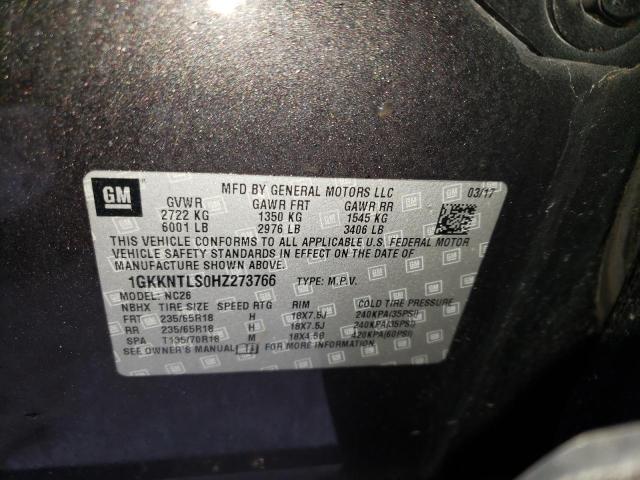 GM
MFD BY GENERAL MOTORS LLC 03/17
GVWR GAWR FRT GAWR RR
2722 KG 1350 KG 1545 KG
6001 LB 2976 LB 3406 LB
THIS VEHICLE CONFORMS TO ALL APPLICABLE U.S. FEDERAL MOTOR
VEHICLE SAFETY STANDARDS IN EFFECT ON THE DATE OF
MANUFACTURE SHOWN ABOVE.
1GKKNTLS0HZ273766 TYPE: M.P.V.
MODEL: NC26
NBHX TIRE SIZE SPEED RTG RIM COLD TIRE PRESSURE
FRT 235/65R18 H 18X7.5J 240KPA(35PSI)
RR 235/65R18 H 18X7.5J 240KPA(35PSI)
SPA T135/70R18 M 18X4.5B 420KPA(60PSI)
SEE OWNER'S MANUAL FOR MORE INFORMATION